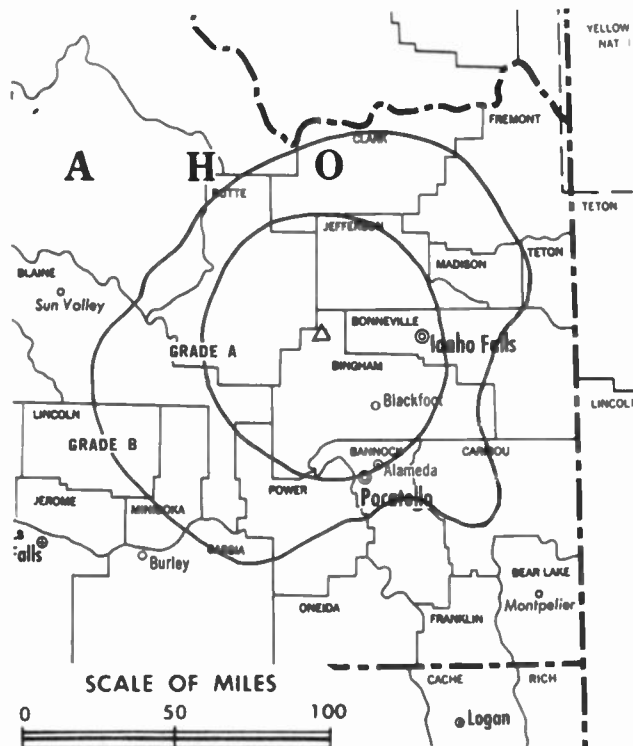 YELLOW
NAT
FREMONT
CLARK
A H O
BUTTE
TETON
JEFFERSON
MADISON
TETON
BLAINE
Sun Valley
BONNEVILLE
GRADE A
Idaho Falls
BINGHAM
Blackfoot
LINCOLN
LINCOLN
GRADE B
BANNOCK
CARIBOU
Alameda
POWER
Pocatello
JEROME
MINIDOKA
Falls
CASSIA
Burley
BEAR LAKE
ONEIDA
Montpelier
FRANKLIN
SCALE OF MILES
CACHE
RICH
0 50 100
Logan